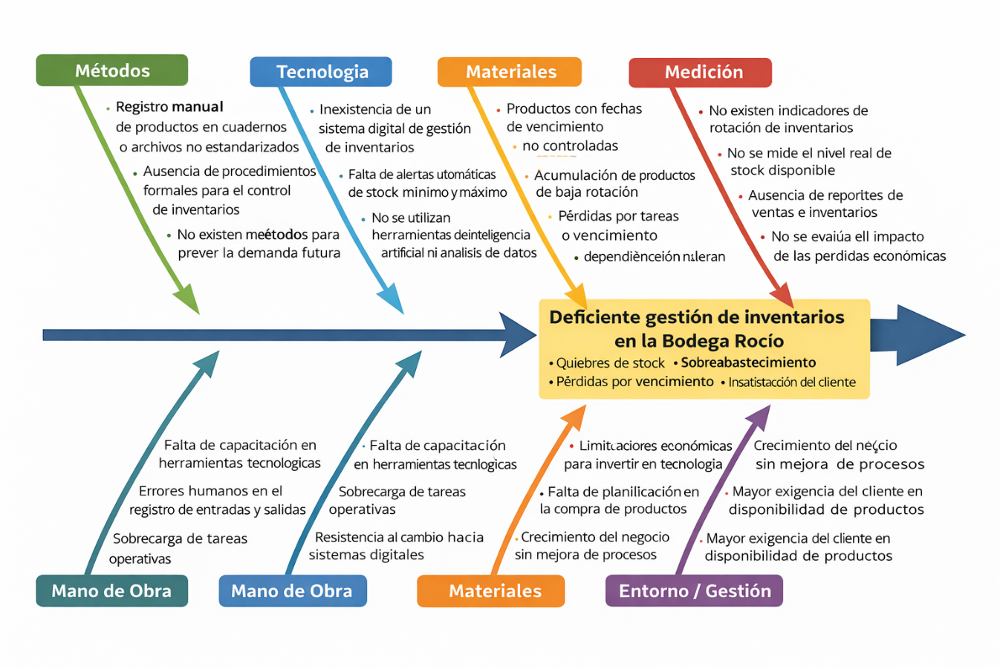 Métodos
Tecnologia
Materiales
Medición
• Registro manual
de productos en cuadernos
o archivos no estandarizados
• Ausencia de procedimientos
formales para el control
de inventarios
• No existen meétodos para
prever la demanda futura
• Inexistencia de un
sistema digital de gestión
de inventarios
• Falta de alertas utomáticas
de stock minimo y máximo
• No se utilizan
herramientas deinteligencia
artificial ni analisis de datos
• Productos con fechas
de vencimiento
• no controladas
• Acumulación de productos
de baja rotación
• Pérdidas por tareas
o vencimiento
• No existen indicadores de
rotación de inventarios
• No se mide el nivel real de
stock disponible
• Ausencia de reportes de
ventas e inventarios
• No se evaiúa ell impacto
de las perdidas económicas
Deficiente gestión de inventarios
en la Bodega Rocío
• Quiebres de stock • Sobreabastecimiento
• Pérdidas por vencimiento • Insatistacción del cliente
Falta de capacitación en
herramientas tecnologicas
Errores humanos en el
registro de entradas y salidas
Sobrecarga de tareas
operativas
• Falta de capacitación
en herramientas tecnlogicas
Sobrecarga de tareas
operativas
Resistencia al cambio hacia
sistemas digitales
• económicas
para invertir en tecnologia
• Falta de planilicación en
la compra de productos
• Crecimiento del negocio
sin mejora de procesos
Crecimiento del
sin mejora de procesos
• Mayor exigencia del cliente en
disponibilidad de productos
• Mayor exigencia del cliente en
disponibilidad de productos
Mano de Obra
Mano de Obra
Materiales
Entorno / Gestión